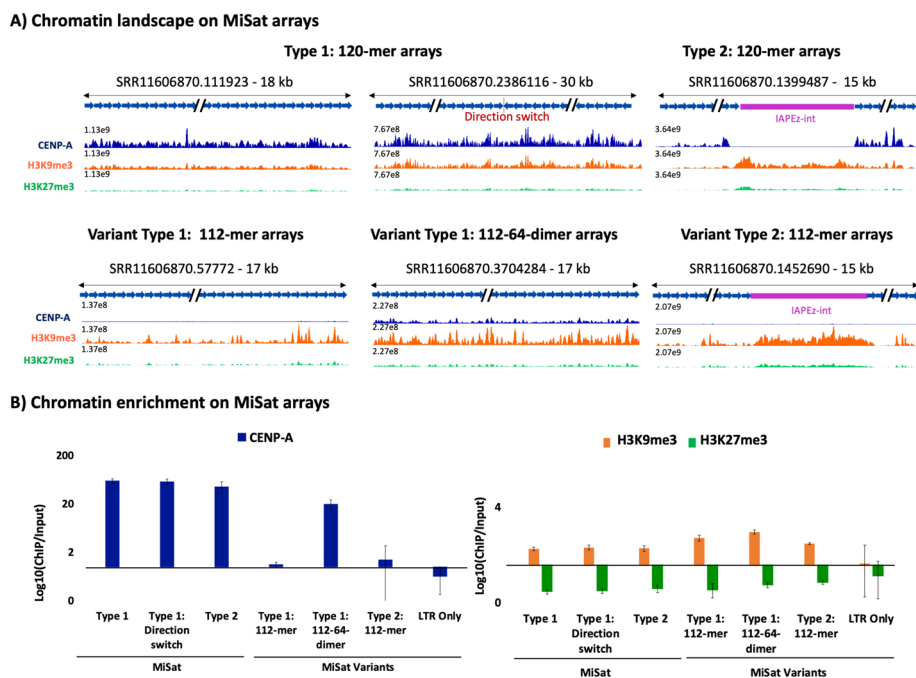 A) Chromatin landscape on MiSat arrays
Type 1: 120-mer arrays
Type 2: 120-mer arrays
SRR11606870.111923 - 18 kb
SRR11606870.2386116 - 30 kb
SRR11606870.1399487 - 15 kb
Direction switch
IAPEz-int
1.13e9
7.67e8
3.64e9
CENP-A
1.13e9
7.67e8
3.64e9
H3K9me3
1.13e9
7.67e8
3.64e9
H3K27me3
Variant Type 1: 112-mer arrays
Variant Type 1: 112-64-dimer arrays
Variant Type 2: 112-mer arrays
SRR11606870.57772 - 17 kb
SRR11606870.3704284 - 17 kb
SRR11606870.1452690 - 15 kb
IAPEz-int
1.37e8
2.27e8
2.07e9
CENP-A
1.37e8
2.27e8
2.07e9
H3K9me3
1.37e8
2.27e8
2.07e9
H3K27me3
B) Chromatin enrichment on MiSat arrays
CENP-A
Log10(ChIP/Input)
200
20
2
0
Type 1
Type 1:
Direction
switch
Type 2
Type 1:
112-mer
Type 1:
112-64-
dimer
Type 2:
112-mer
LTR Only
MiSat
MiSat Variants
H3K9me3
H3K27me3
Log10(ChIP/Input)
4
0
Type 1
Type 1:
Direction
switch
Type 2
Type 1:
112-mer
Type 1:
112-64-
dimer
Type 2:
112-mer
LTR Only
MiSat
MiSat Variants